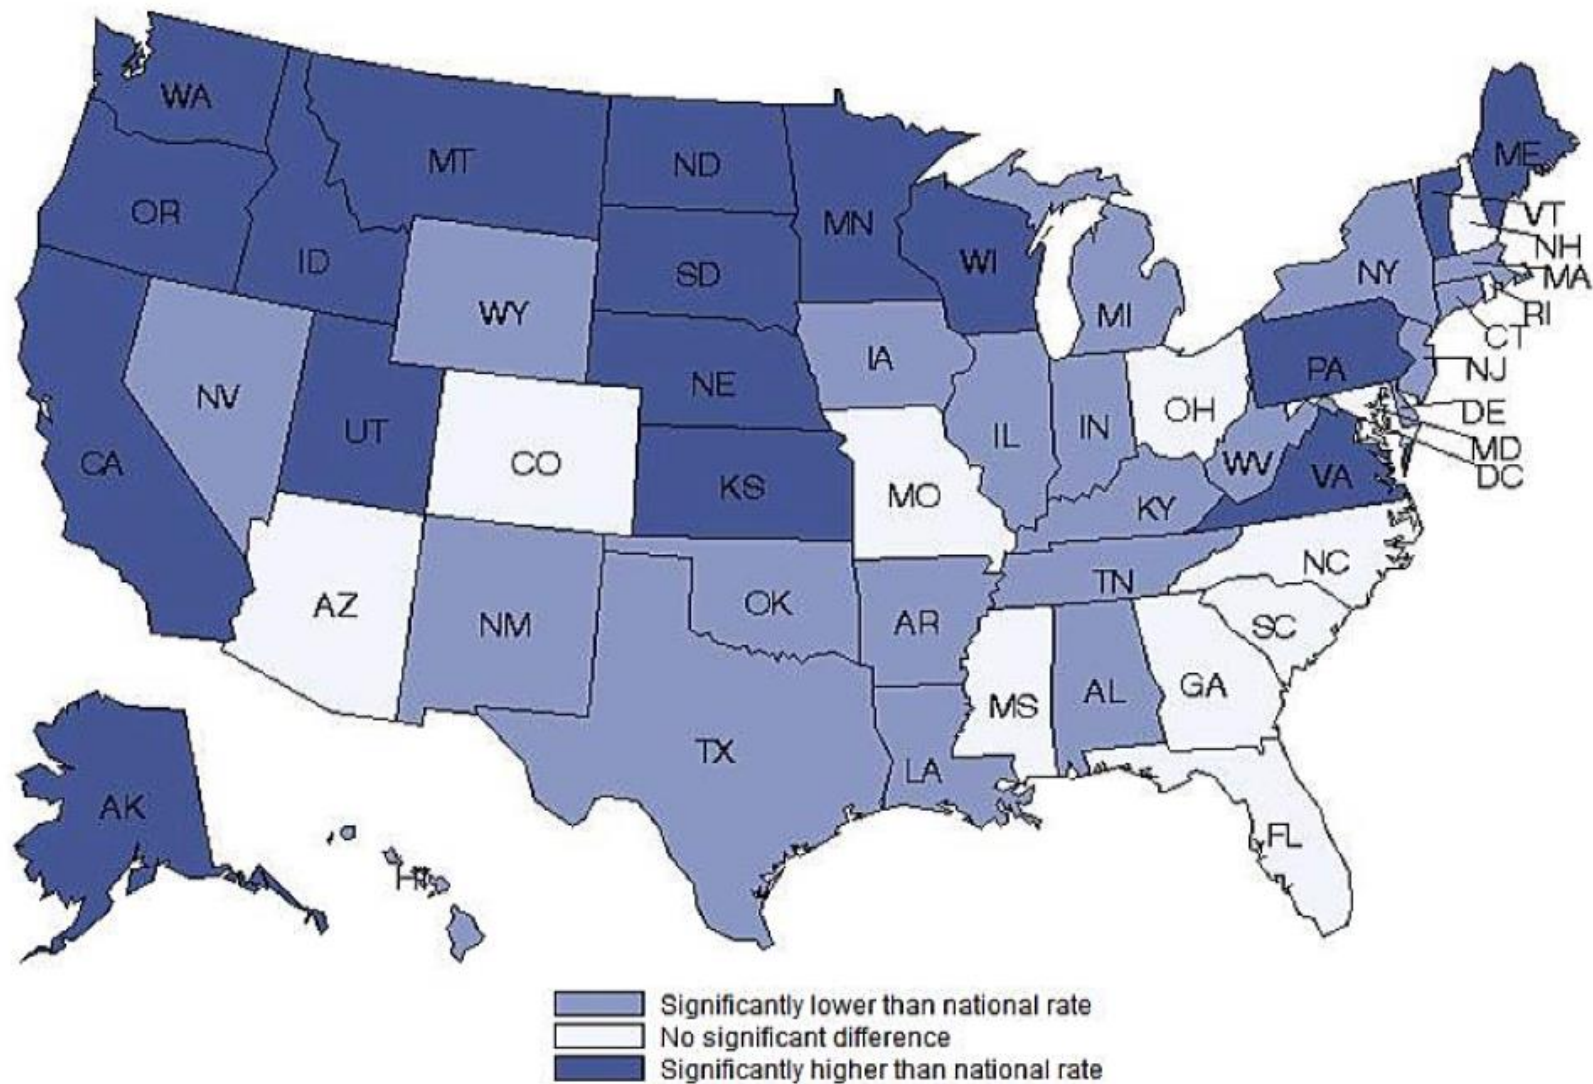 WA
MT
ND
ME
OR
MN
VT
ID
SD
WI
NH
NY
MA
WY
MI
RI
CT
IA
PA
NJ
NE
NV
UT
OH
DE
IL
IN
MD
CO
WV
DC
CA
KS
VA
MO
KY
NC
TN
AZ
OK
NM
AR
SC
MS
AL
GA
TX
LA
AK
FL
HI
Significantly lower than national rate
No significant difference
Significantly higher than national rate